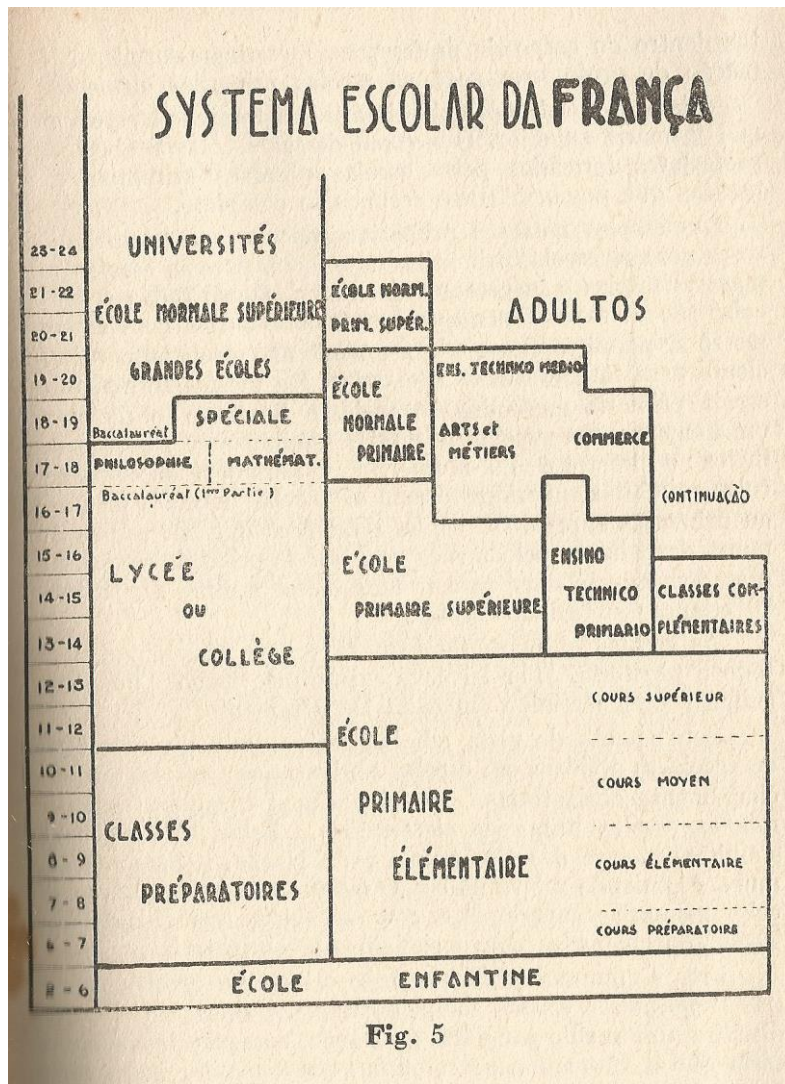 SYSTEMA ESCOLAR DA FRANÇA
23-24
21-22
20-21
19-20
18-19
17-18
16-17
15-16
14-15
13-14
12-13
11-12
10-11
9-10
8-9
7-8
6-7
2-6
UNIVERSITÉS
ÉCOLE NORMALE SUPÉRIEURE
GRANDES ÉCOLES
Baccalauréat
SPÉCIALE
PHILOSOPHIE
MATHÉMAT.
Baccalauréat (1ère Partie)
LYCÉE
OU
COLLÈGE
CLASSES
PRÉPARATOIRES
ÉCOLE NORM.
PRIM. SUPÉR.
ADULTOS
ÉCOLE
NORMALE
PRIMAIRE
ENS. TECHNICO MEDIO
ARTS et
MÉTIERS
COMMERCE
CONTINUAÇÃO
ÉCOLE
PRIMAIRE SUPÉRIEURE
ENSINO
TECHNICO
PRIMARIO
CLASSES COM-
PLÉMENTAIRES
ÉCOLE
PRIMAIRE
ÉLÉMENTAIRE
COURS SUPÉRIEUR
COURS MOYEN
COURS ÉLÉMENTAIRE
COURS PRÉPARATOIRE
ÉCOLE ENFANTINE
Fig. 5